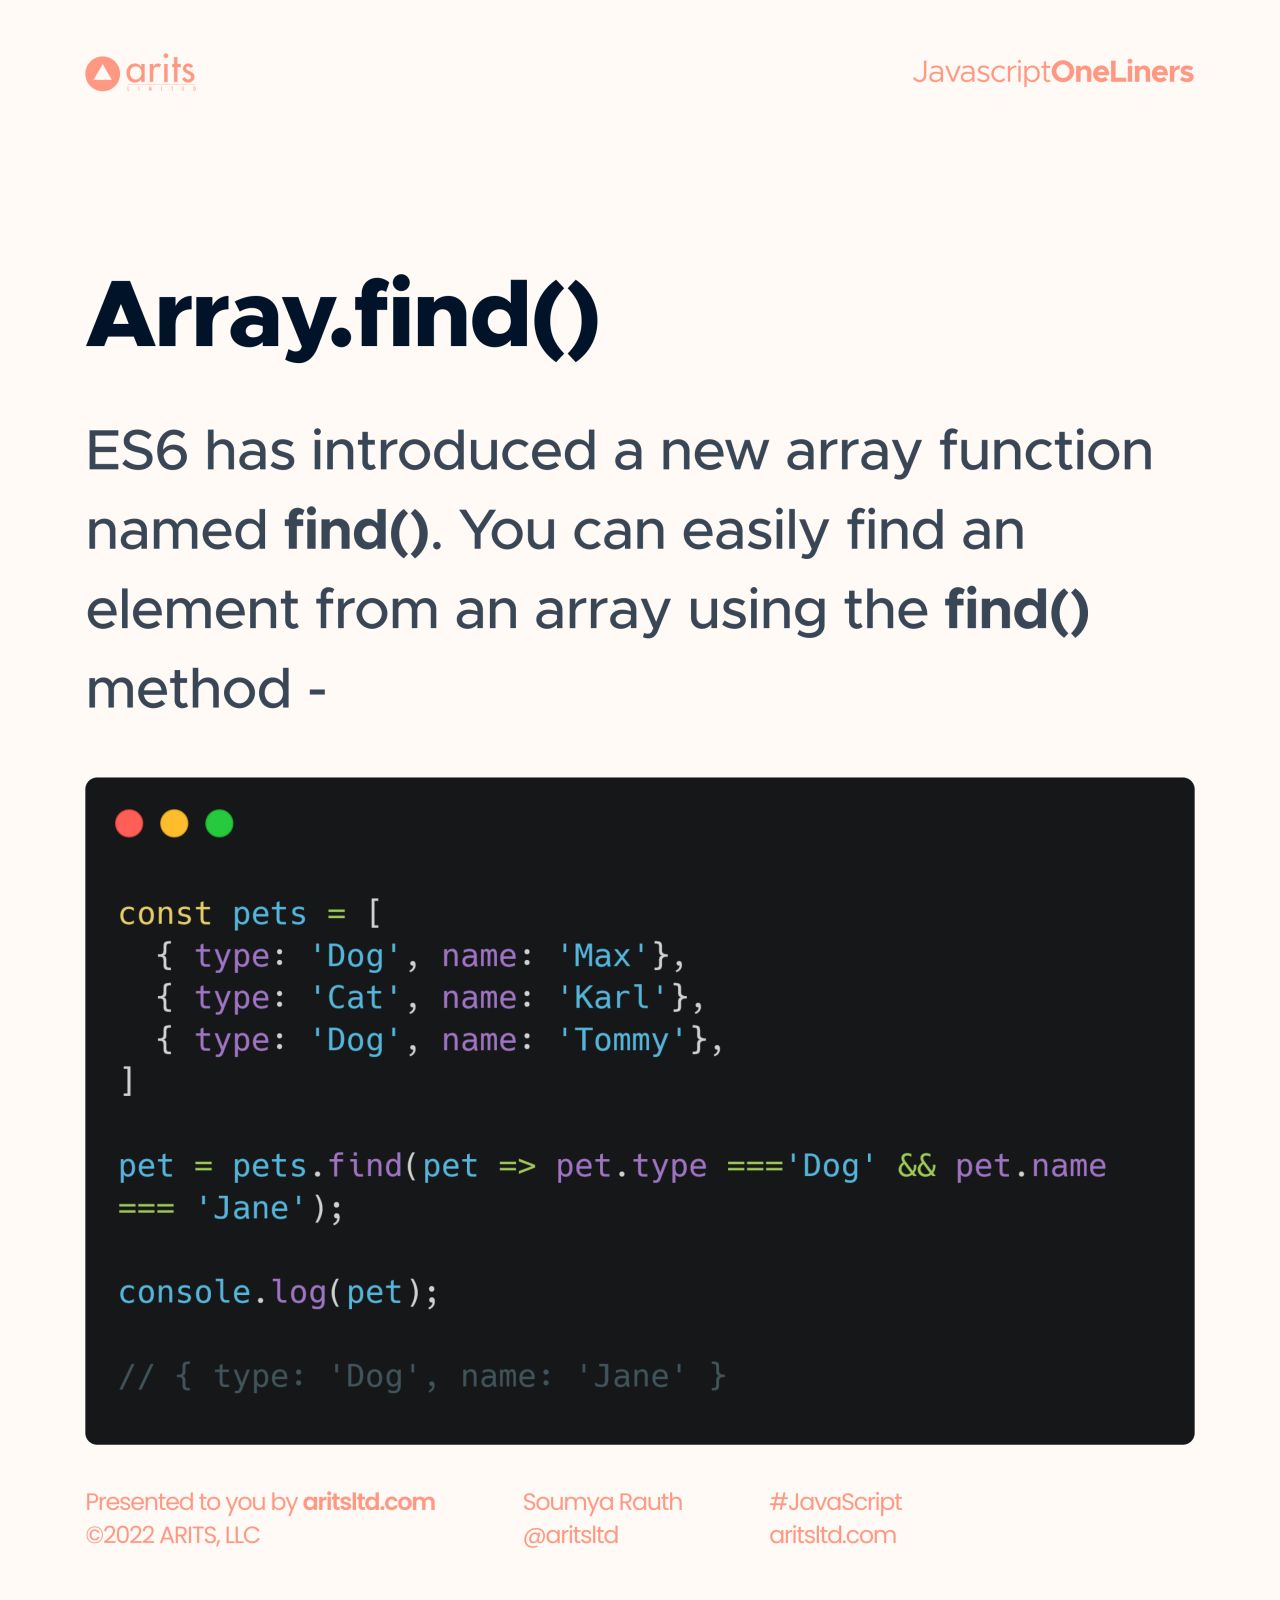 arits
LIMITED
JavascriptOneLiners
Array.find()
ES6 has introduced a new array function
named find(). You can easily find an
element from an array using the find()
method -
const pets = [
  { type: 'Dog', name: 'Max'},
  { type: 'Cat', name: 'Karl'},
  { type: 'Dog', name: 'Tommy'},
]
pet = pets.find(pet => pet.type ==='Dog' && pet.name
=== 'Jane');
console.log(pet);
// { type: 'Dog', name: 'Jane' }
Presented to you by aritsltd.com
©2022 ARITS, LLC
Soumya Rauth
@aritsltd
#JavaScript
aritsltd.com